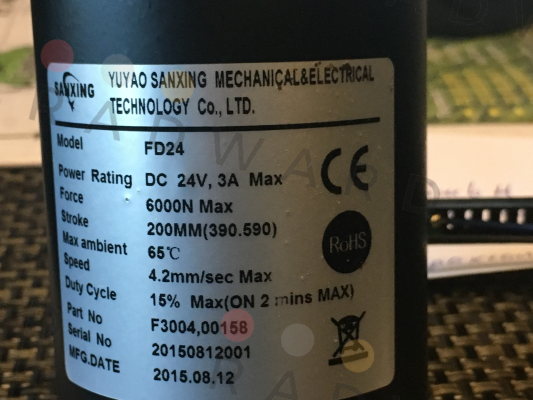 SANXING
YUYAO SANXING MECHANICAL&ELECTRICAL
TECHNOLOGY Co., LTD.
Model FD24
Power Rating DC 24V, 3A Max
Force 6000N Max
Stroke 200MM(390.590)
Max ambient 65℃
Speed 4.2mm/sec Max
Duty Cycle 15% Max(ON 2 mins MAX)
Part No F3004,00158
Serial No 20150812001
MFG.DATE 2015.08.12
CE
RoHS
RADWARD
RAD